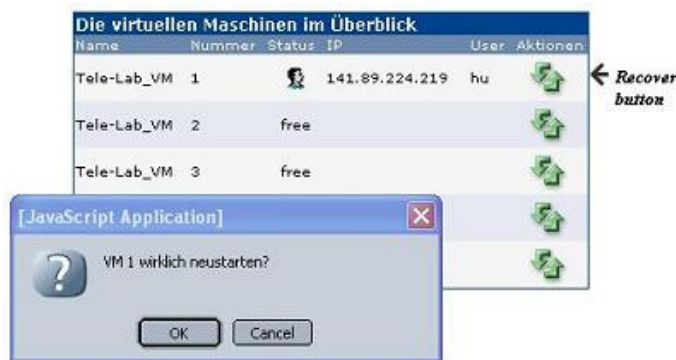 Die virtuellen Maschinen im Überblick
Name Nummer Status IP User Aktionen
Tele-Lab_VM 1 141.89.224.219 hu
Recover
button
Tele-Lab_VM 2 free
Tele-Lab_VM 3 free
[JavaScript Application]
VM 1 wirklich neustarten?
OK Cancel